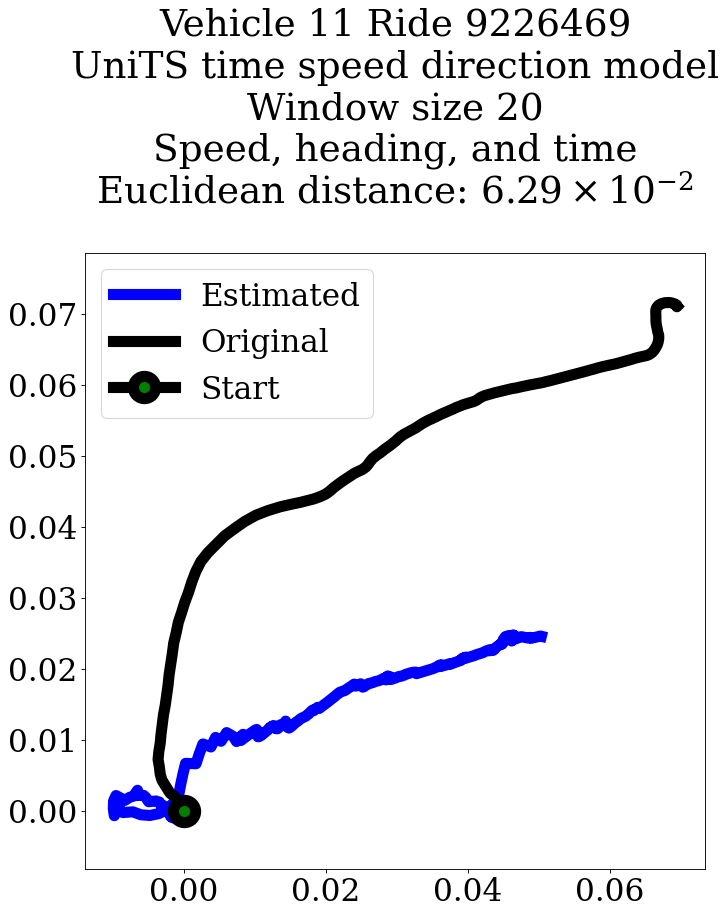 Vehicle 11 Ride 9226469
UniTS time speed direction model
Window size 20
Speed, heading, and time
Euclidean distance: 6.29 × 10⁻²
Estimated
Original
Start
0.07
0.06
0.05
0.04
0.03
0.02
0.01
0.00
0.00 0.02 0.04 0.06